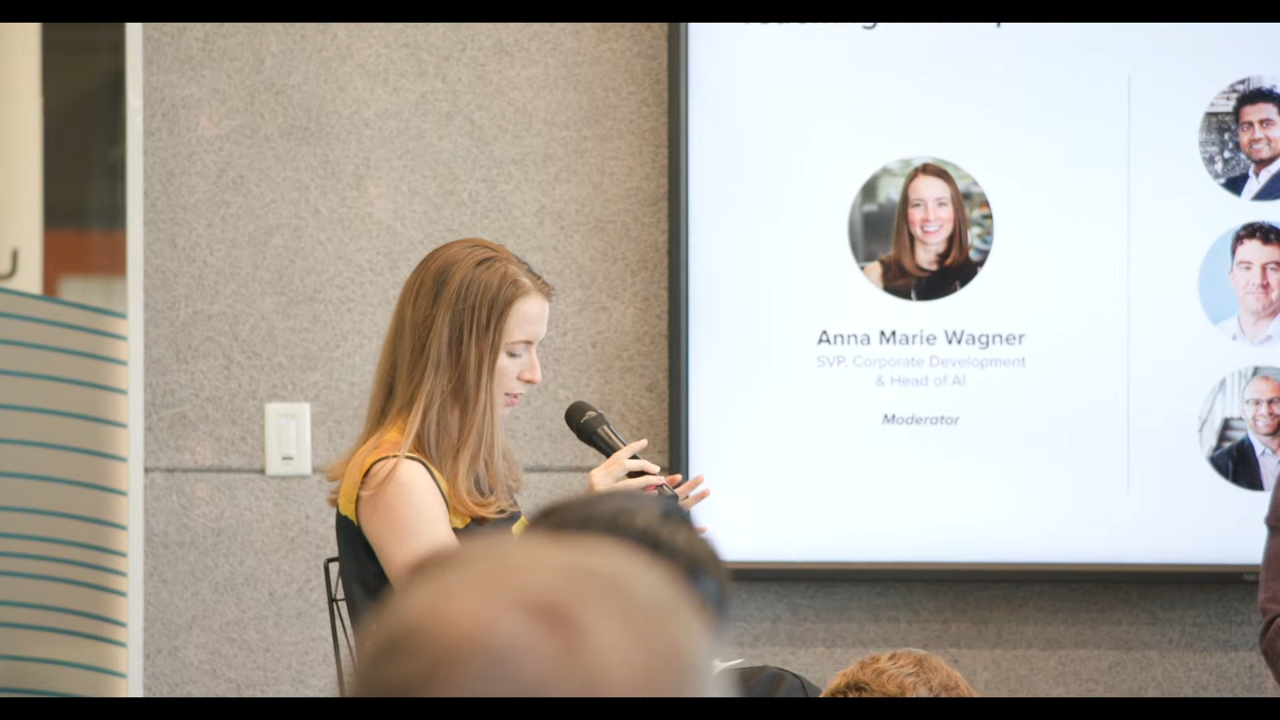 Anna Marie Wagner
SVP, Corporate Development
& Head of AI
Moderator